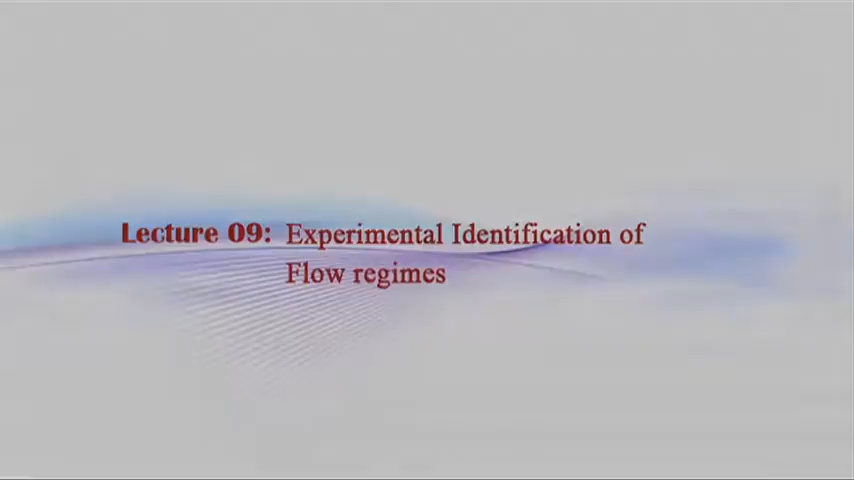 Lecture 09: Experimental Identification of
Flow regimes